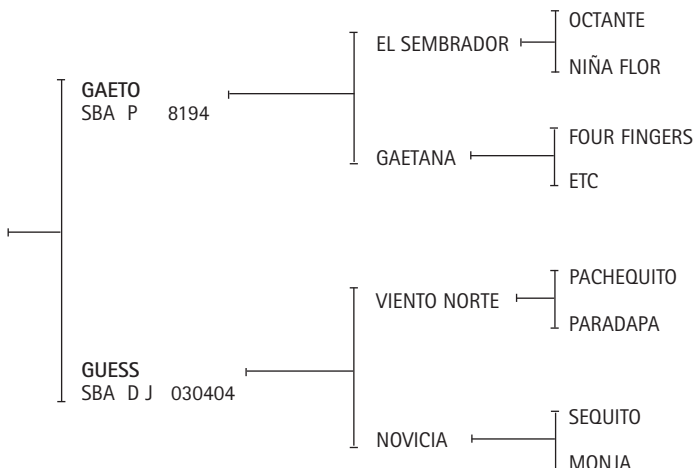 OCTANTE
EL SEMBRADOR
NIÑA FLOR
GAETO
SBA P 8194
FOUR FINGERS
GAETANA
ETC
PACHEQUITO
VIENTO NORTE
PARADAPA
GUESS
SBA D J 030404
SEQUITO
NOVICIA
MONJA